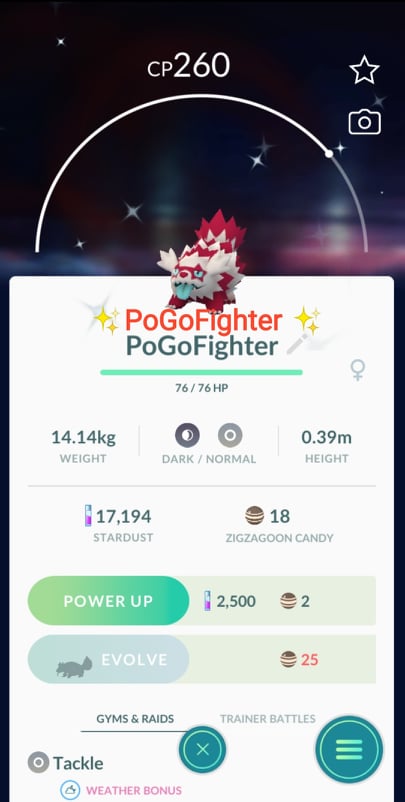 CP260
✨ PoGoFighter ✨
PoGoFighter
76 / 76 HP
14.14kg
WEIGHT
DARK / NORMAL
0.39m
HEIGHT
17,194
STARDUST
18
ZIGZAGOON CANDY
POWER UP
2,500
2
EVOLVE
25
GYMS & RAIDS
TRAINER BATTLES
Tackle
WEATHER BONUS